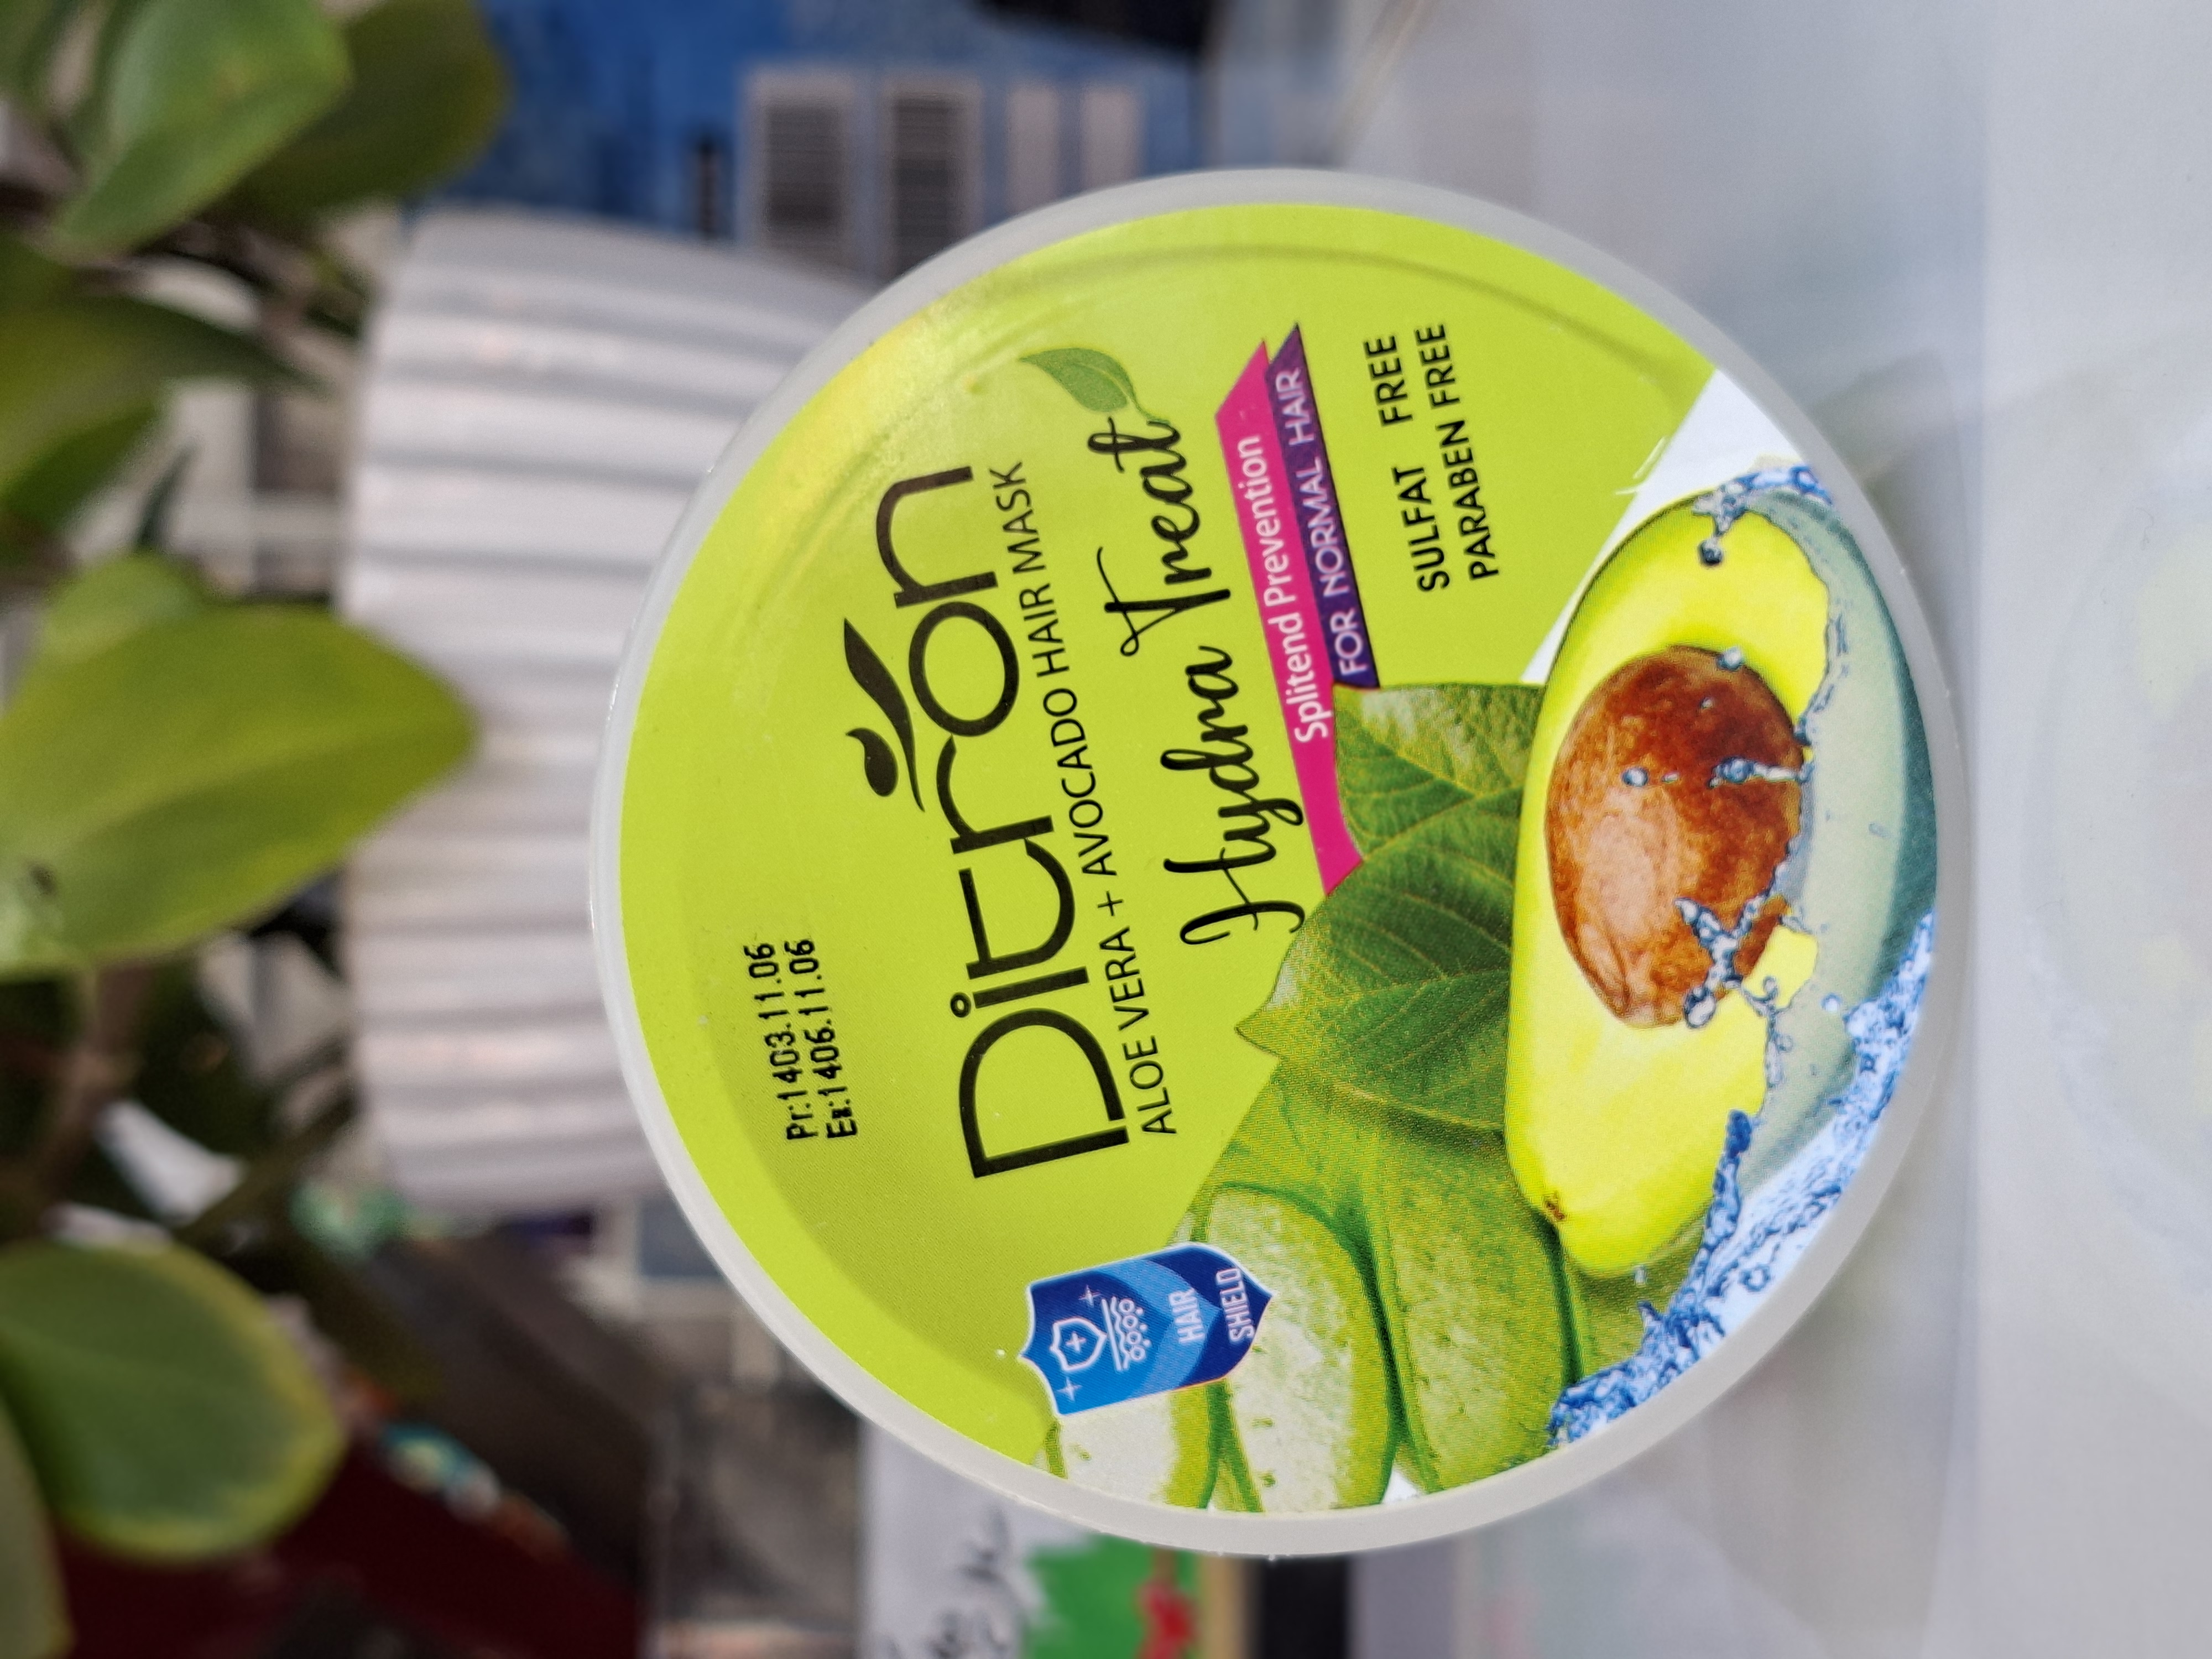 Pr:1403.11.06
Ex:1406.11.06
Ditron
ALOE VERA + AVOCADO HAIR MASK
Hydra Treat
Splitend Prevention
FOR NORMAL HAIR
SULFAT FREE
PARABEN FREE
HAIR
SHIELD